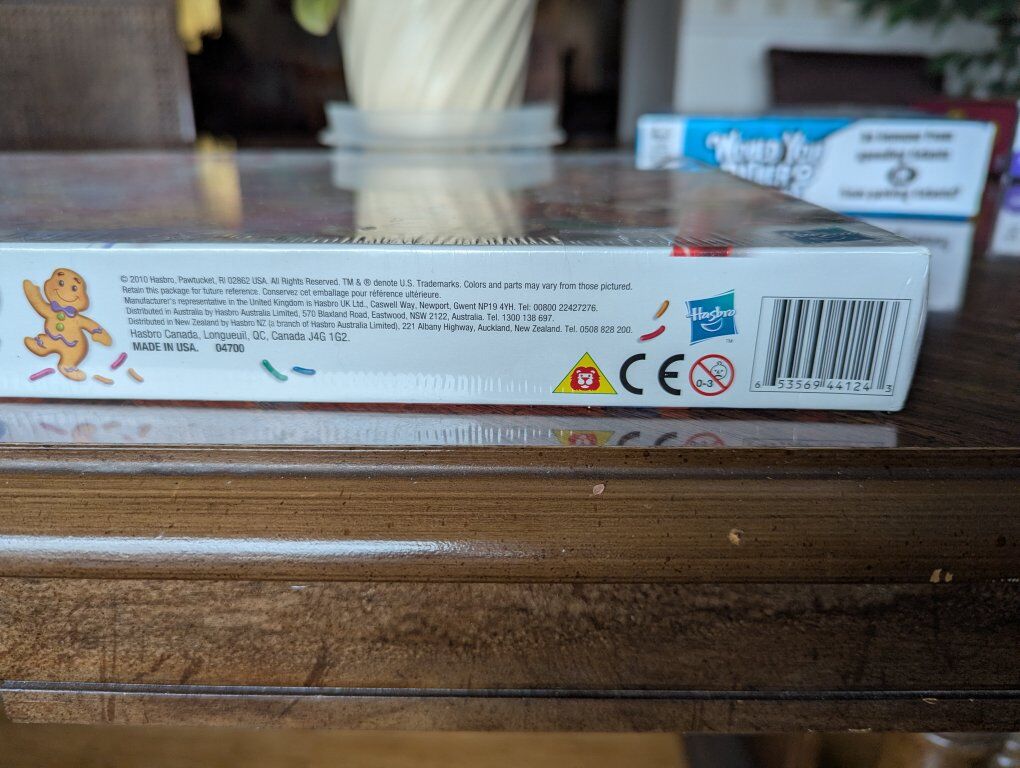 WOULD YOU
RATHER
© 2010 Hasbro, Pawtucket, RI 02862 USA. All Rights Reserved. TM & ® denote U.S. Trademarks. Colors and parts may vary from those pictured.
Retain this package for future reference. Conservez cet emballage pour référence ultérieure.
Manufacturer's representative in the United Kingdom is Hasbro UK Ltd., Caswell Way, Newport, Gwent NP19 4YH. Tel: 00800 22427276.
Distributed in Australia by Hasbro Australia Limited, 570 Blaxland Road, Eastwood, NSW 2122, Australia. Tel. 1300 138 697.
Distributed in New Zealand by Hasbro NZ (a branch of Hasbro Australia Limited), 221 Albany Highway, Auckland, New Zealand. Tel. 0508 828 200.
Hasbro Canada, Longueuil, QC, Canada J4G 1G2.
MADE IN USA. 04700
Hasbro
TM
CE
0-3
6 53569 44124 3